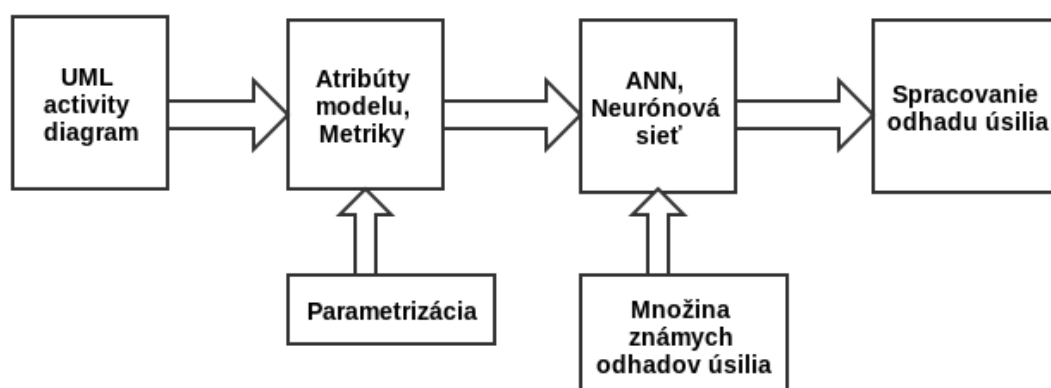 UML
activity
diagram
Atribúty
modelu,
Metriky
ANN,
Neurónová
sieť
Spracovanie
odhadu úsilia
Parametrizácia
Množina
známych
odhadov úsilia